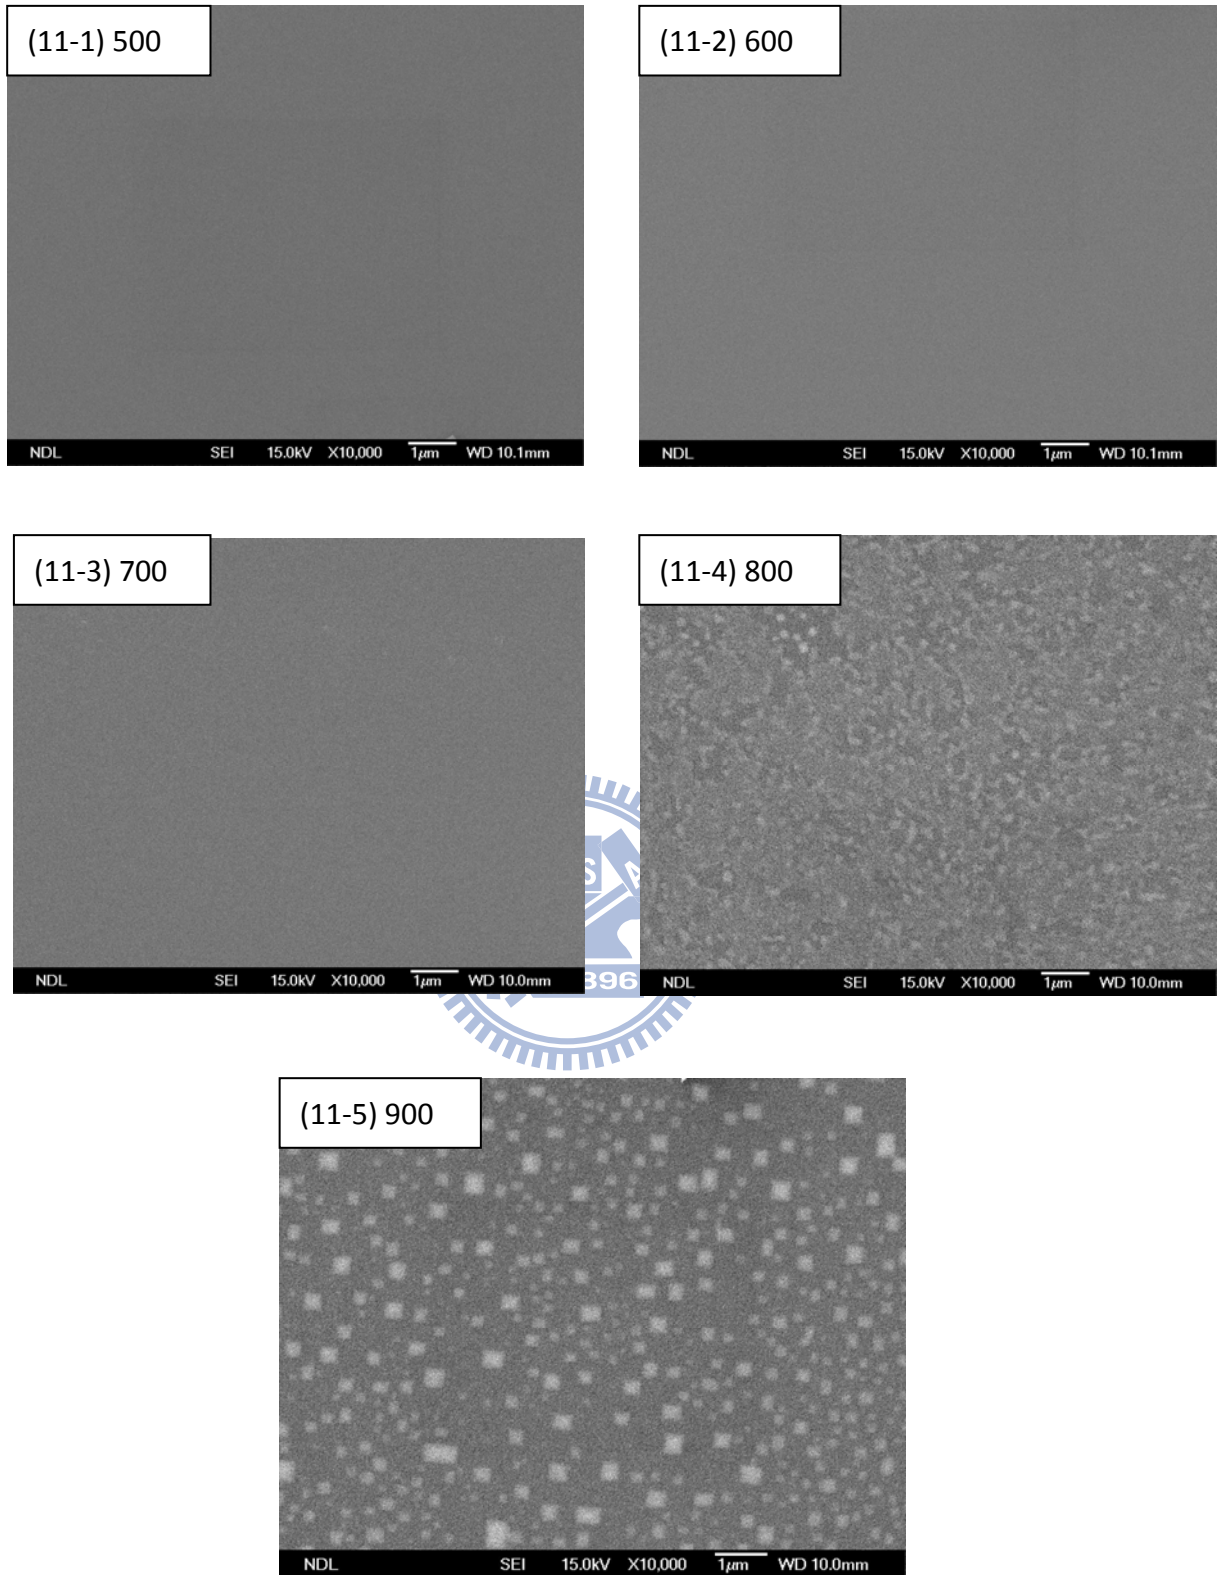 (11-1) 500
NDL SEI 15.0kV X10,000 1μm WD 10.1mm
(11-2) 600
NDL SEI 15.0kV X10,000 1μm WD 10.1mm
(11-3) 700
NDL SEI 15.0kV X10,000 1μm WD 10.0mm
(11-4) 800
NDL SEI 15.0kV X10,000 1μm WD 10.0mm
896
(11-5) 900
NDL SEI 15.0kV X10,000 1μm WD 10.0mm